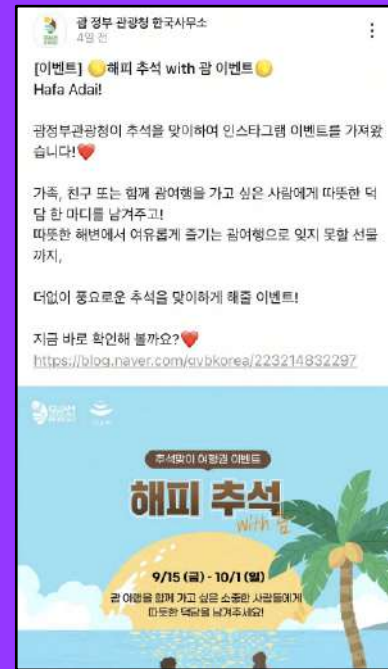 괌 정부 관광청 한국사무소
4일 전
[이벤트] 🌕해피 추석 with 괌 이벤트🌕
Hafa Adai!
괌정부관광청이 추석을 맞이하여 인스타그램 이벤트를 가져왔
습니다!❤️
가족, 친구 또는 함께 괌여행을 가고 싶은 사람에게 따뜻한 덕
담 한 마디를 남겨주고!
따뜻한 해변에서 여유롭게 즐기는 괌여행으로 잊지 못할 선물
까지,
더없이 풍요로운 추석을 맞이하게 해줄 이벤트!
지금 바로 확인해 볼까요?❤️
https://blog.naver.com/gvbkorea/223214832297
추석맞이 여행권 이벤트
해피 추석
with 괌
9/15 (금) - 10/1 (일)
괌 여행을 함께 가고 싶은 소중한 사람들에게
따뜻한 덕담을 남겨주세요!